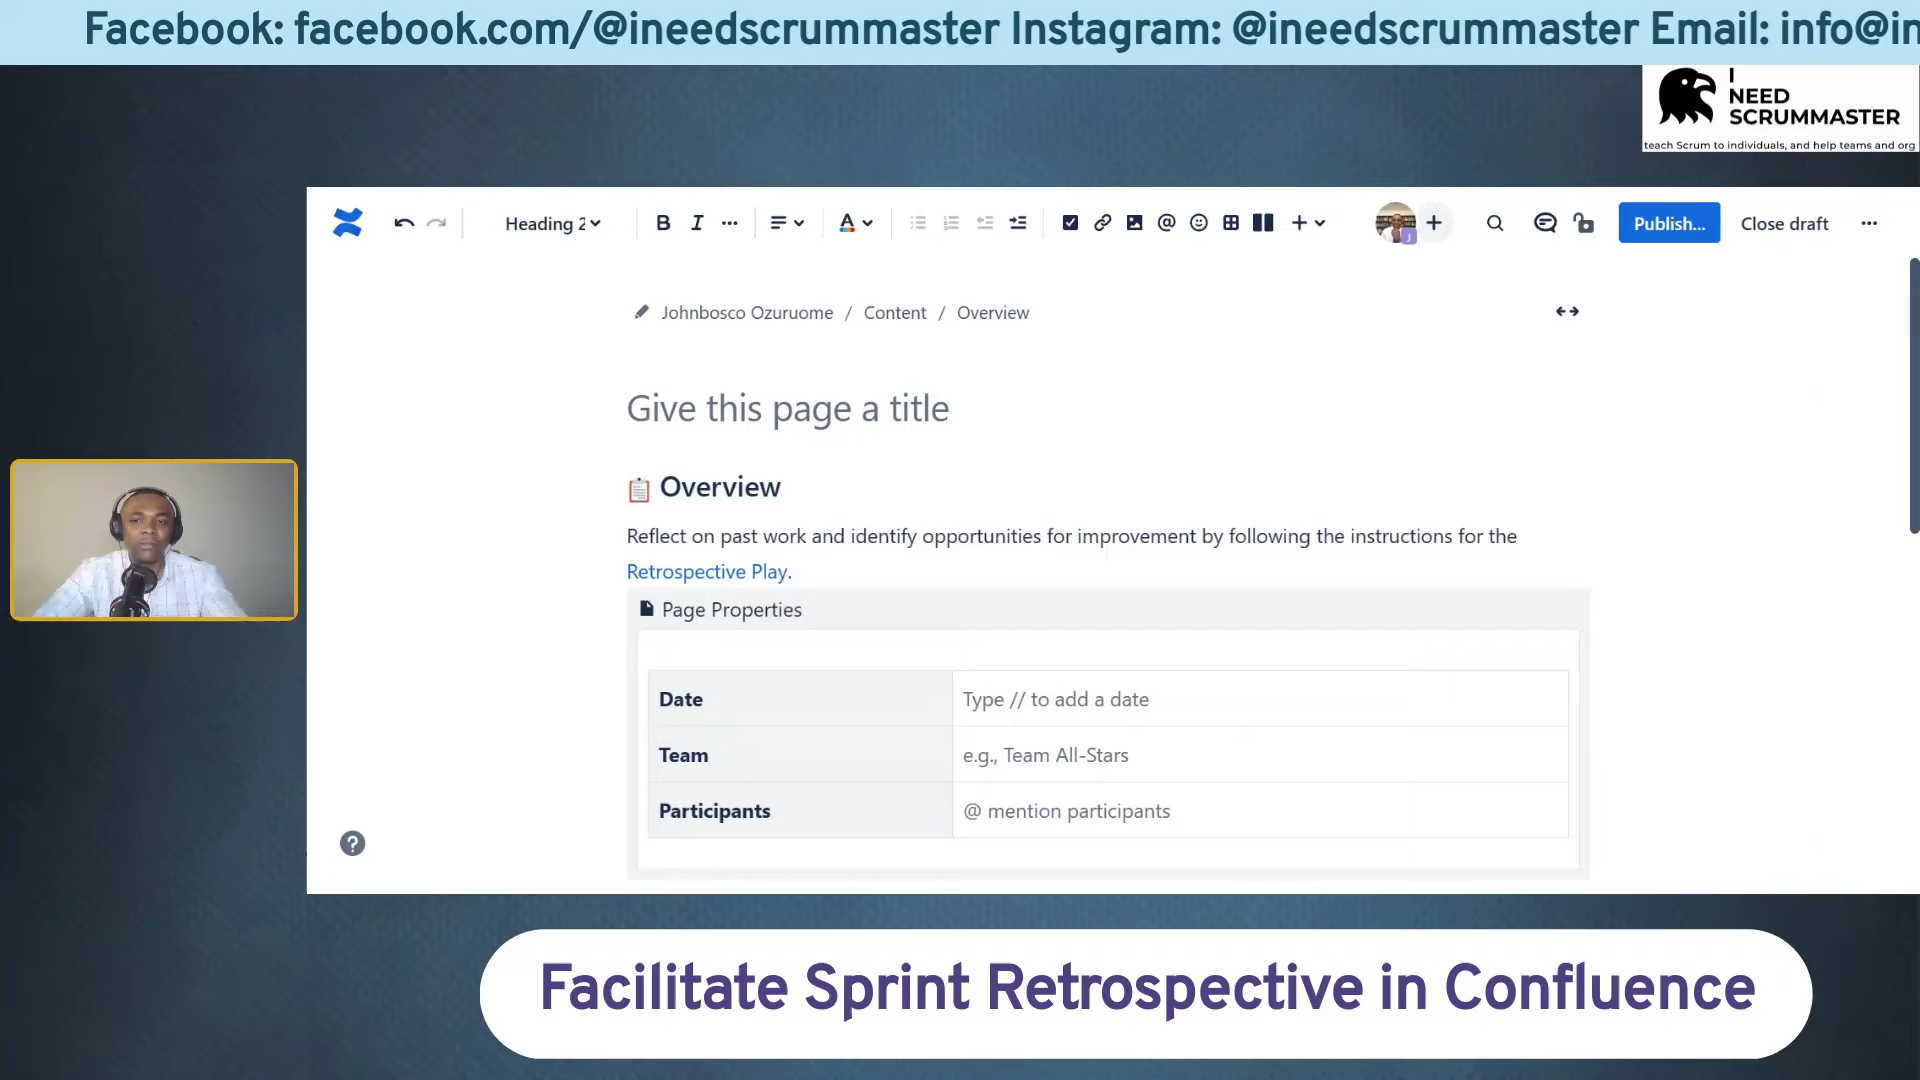 Facebook: facebook.com/@ineedscrummaster Instagram: @ineedscrummaster Email: info@in
I
NEED
SCRUMMASTER
teach Scrum to individuals, and help teams and org
Heading 2
B I A @
J
Publish...
Close draft
Johnbosco Ozuruome / Content / Overview
Give this page a title
Overview
Reflect on past work and identify opportunities for improvement by following the instructions for the
Retrospective Play.
Page Properties
Date
Type // to add a date
Team
e.g., Team All-Stars
Participants
@ mention participants
?
Facilitate Sprint Retrospective in Confluence